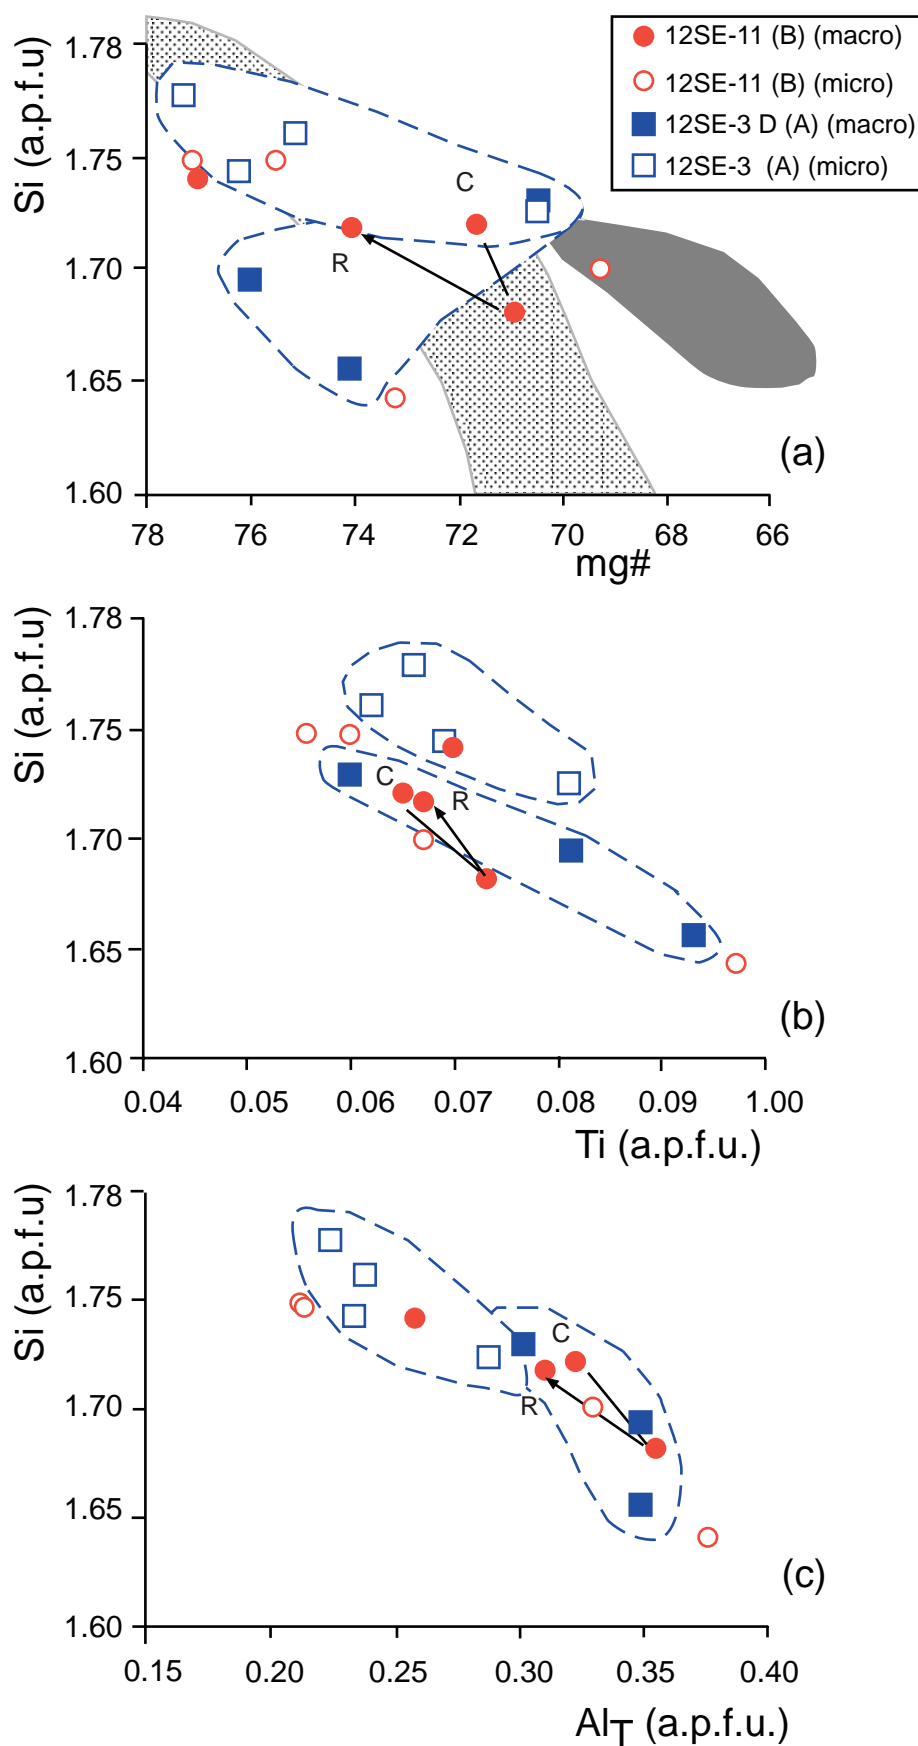 12SE-11 (B) (macro)
12SE-11 (B) (micro)
12SE-3 D (A) (macro)
12SE-3 (A) (micro)
Si (a.p.f.u)
1.78
1.75
1.70
1.65
1.60
C
R
(a)
78 76 74 72 70 68 66
mg#
Si (a.p.f.u)
1.78
1.75
1.70
1.65
1.60
C
R
(b)
0.04 0.05 0.06 0.07 0.08 0.09 1.00
Ti (a.p.f.u.)
Si (a.p.f.u)
1.78
1.75
1.70
1.65
1.60
C
R
(c)
0.15 0.20 0.25 0.30 0.35 0.40
AlT (a.p.f.u.)